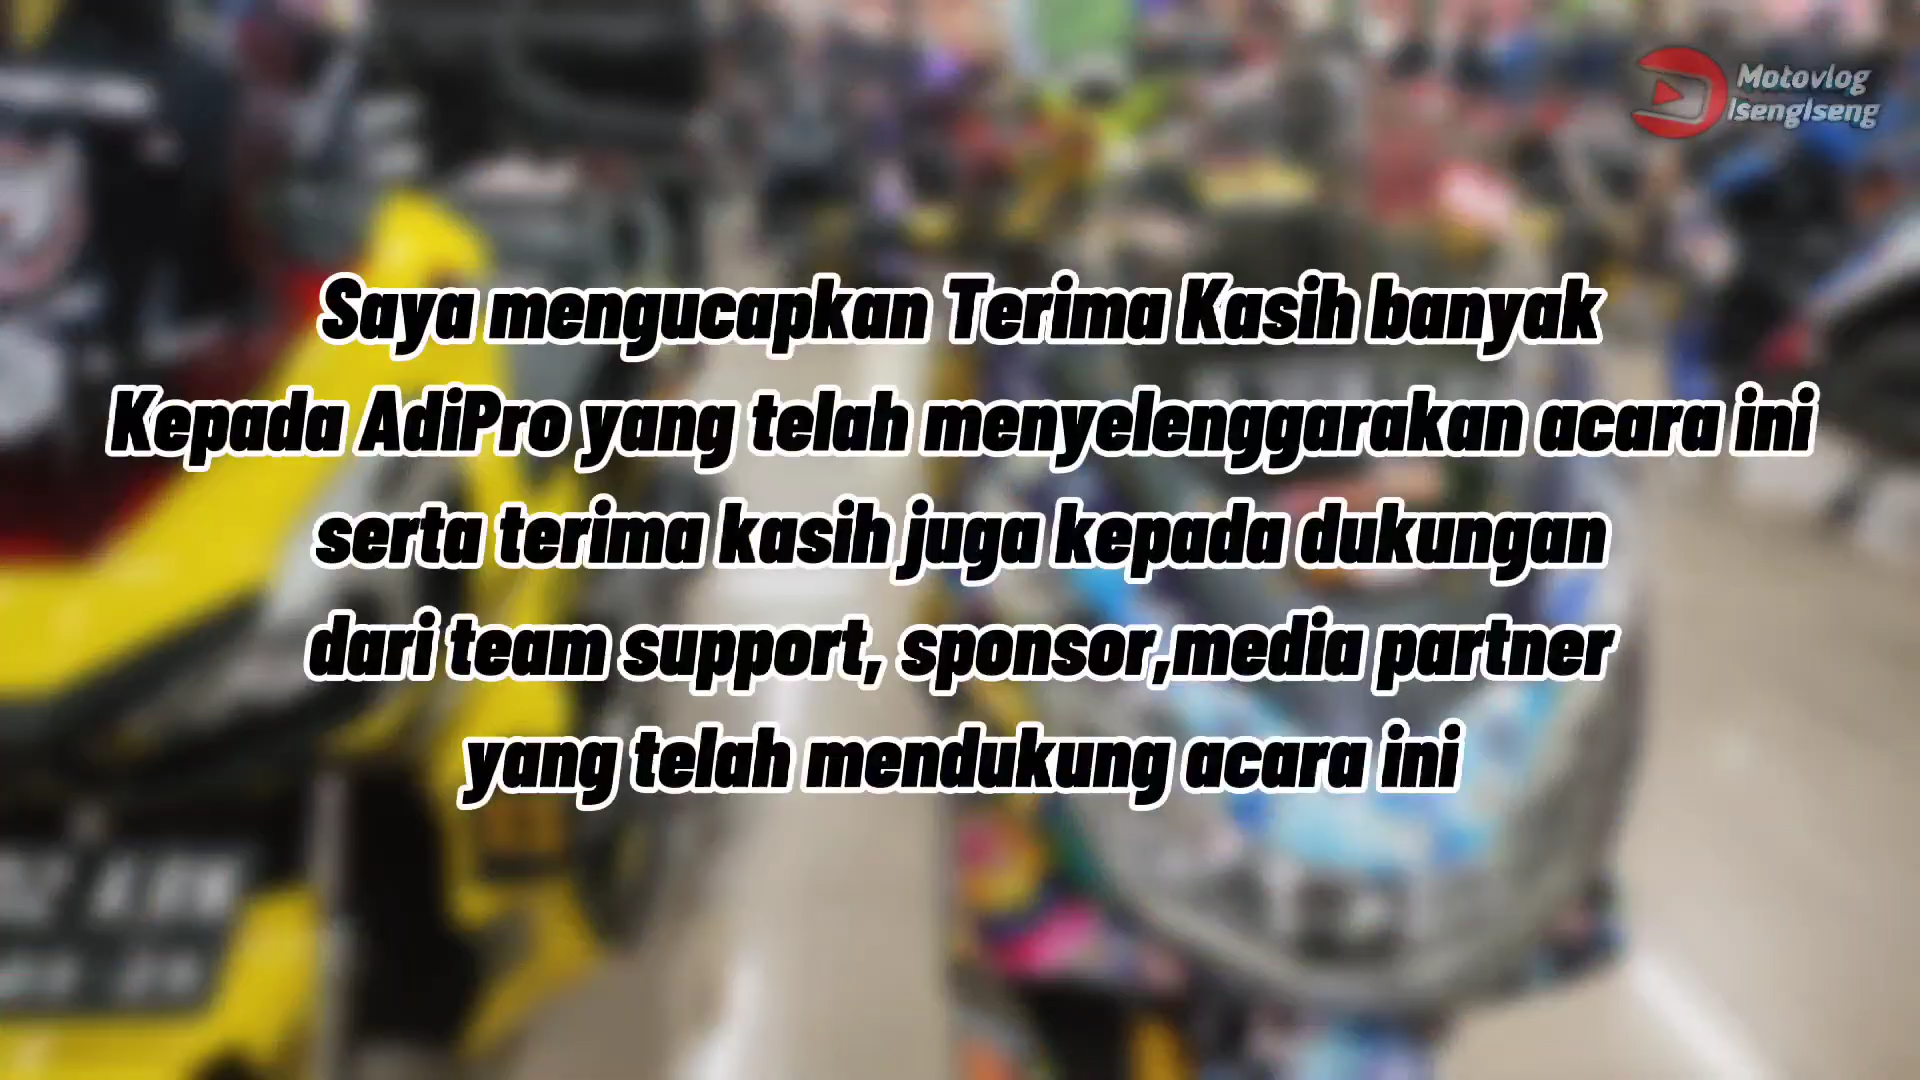 Motovlog
IsengIseng
Saya mengucapkan Terima Kasih banyak
Kepada AdiPro yang telah menyelenggarakan acara ini
serta terima kasih juga kepada dukungan
dari team support, sponsor,media partner
yang telah mendukung acara ini